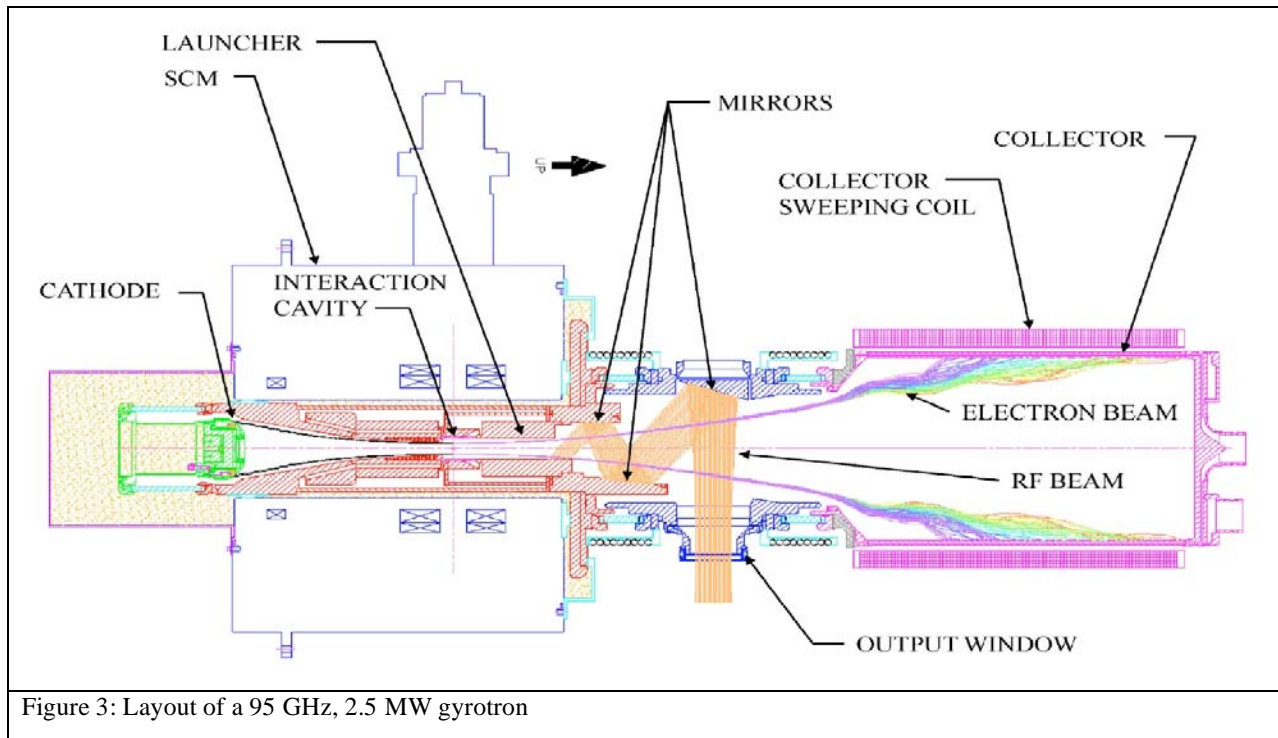 LAUNCHER
SCM
MIRRORS
COLLECTOR
UP
COLLECTOR
SWEEPING COIL
INTERACTION
CAVITY
CATHODE
ELECTRON BEAM
RF BEAM
OUTPUT WINDOW
Figure 3: Layout of a 95 GHz, 2.5 MW gyrotron